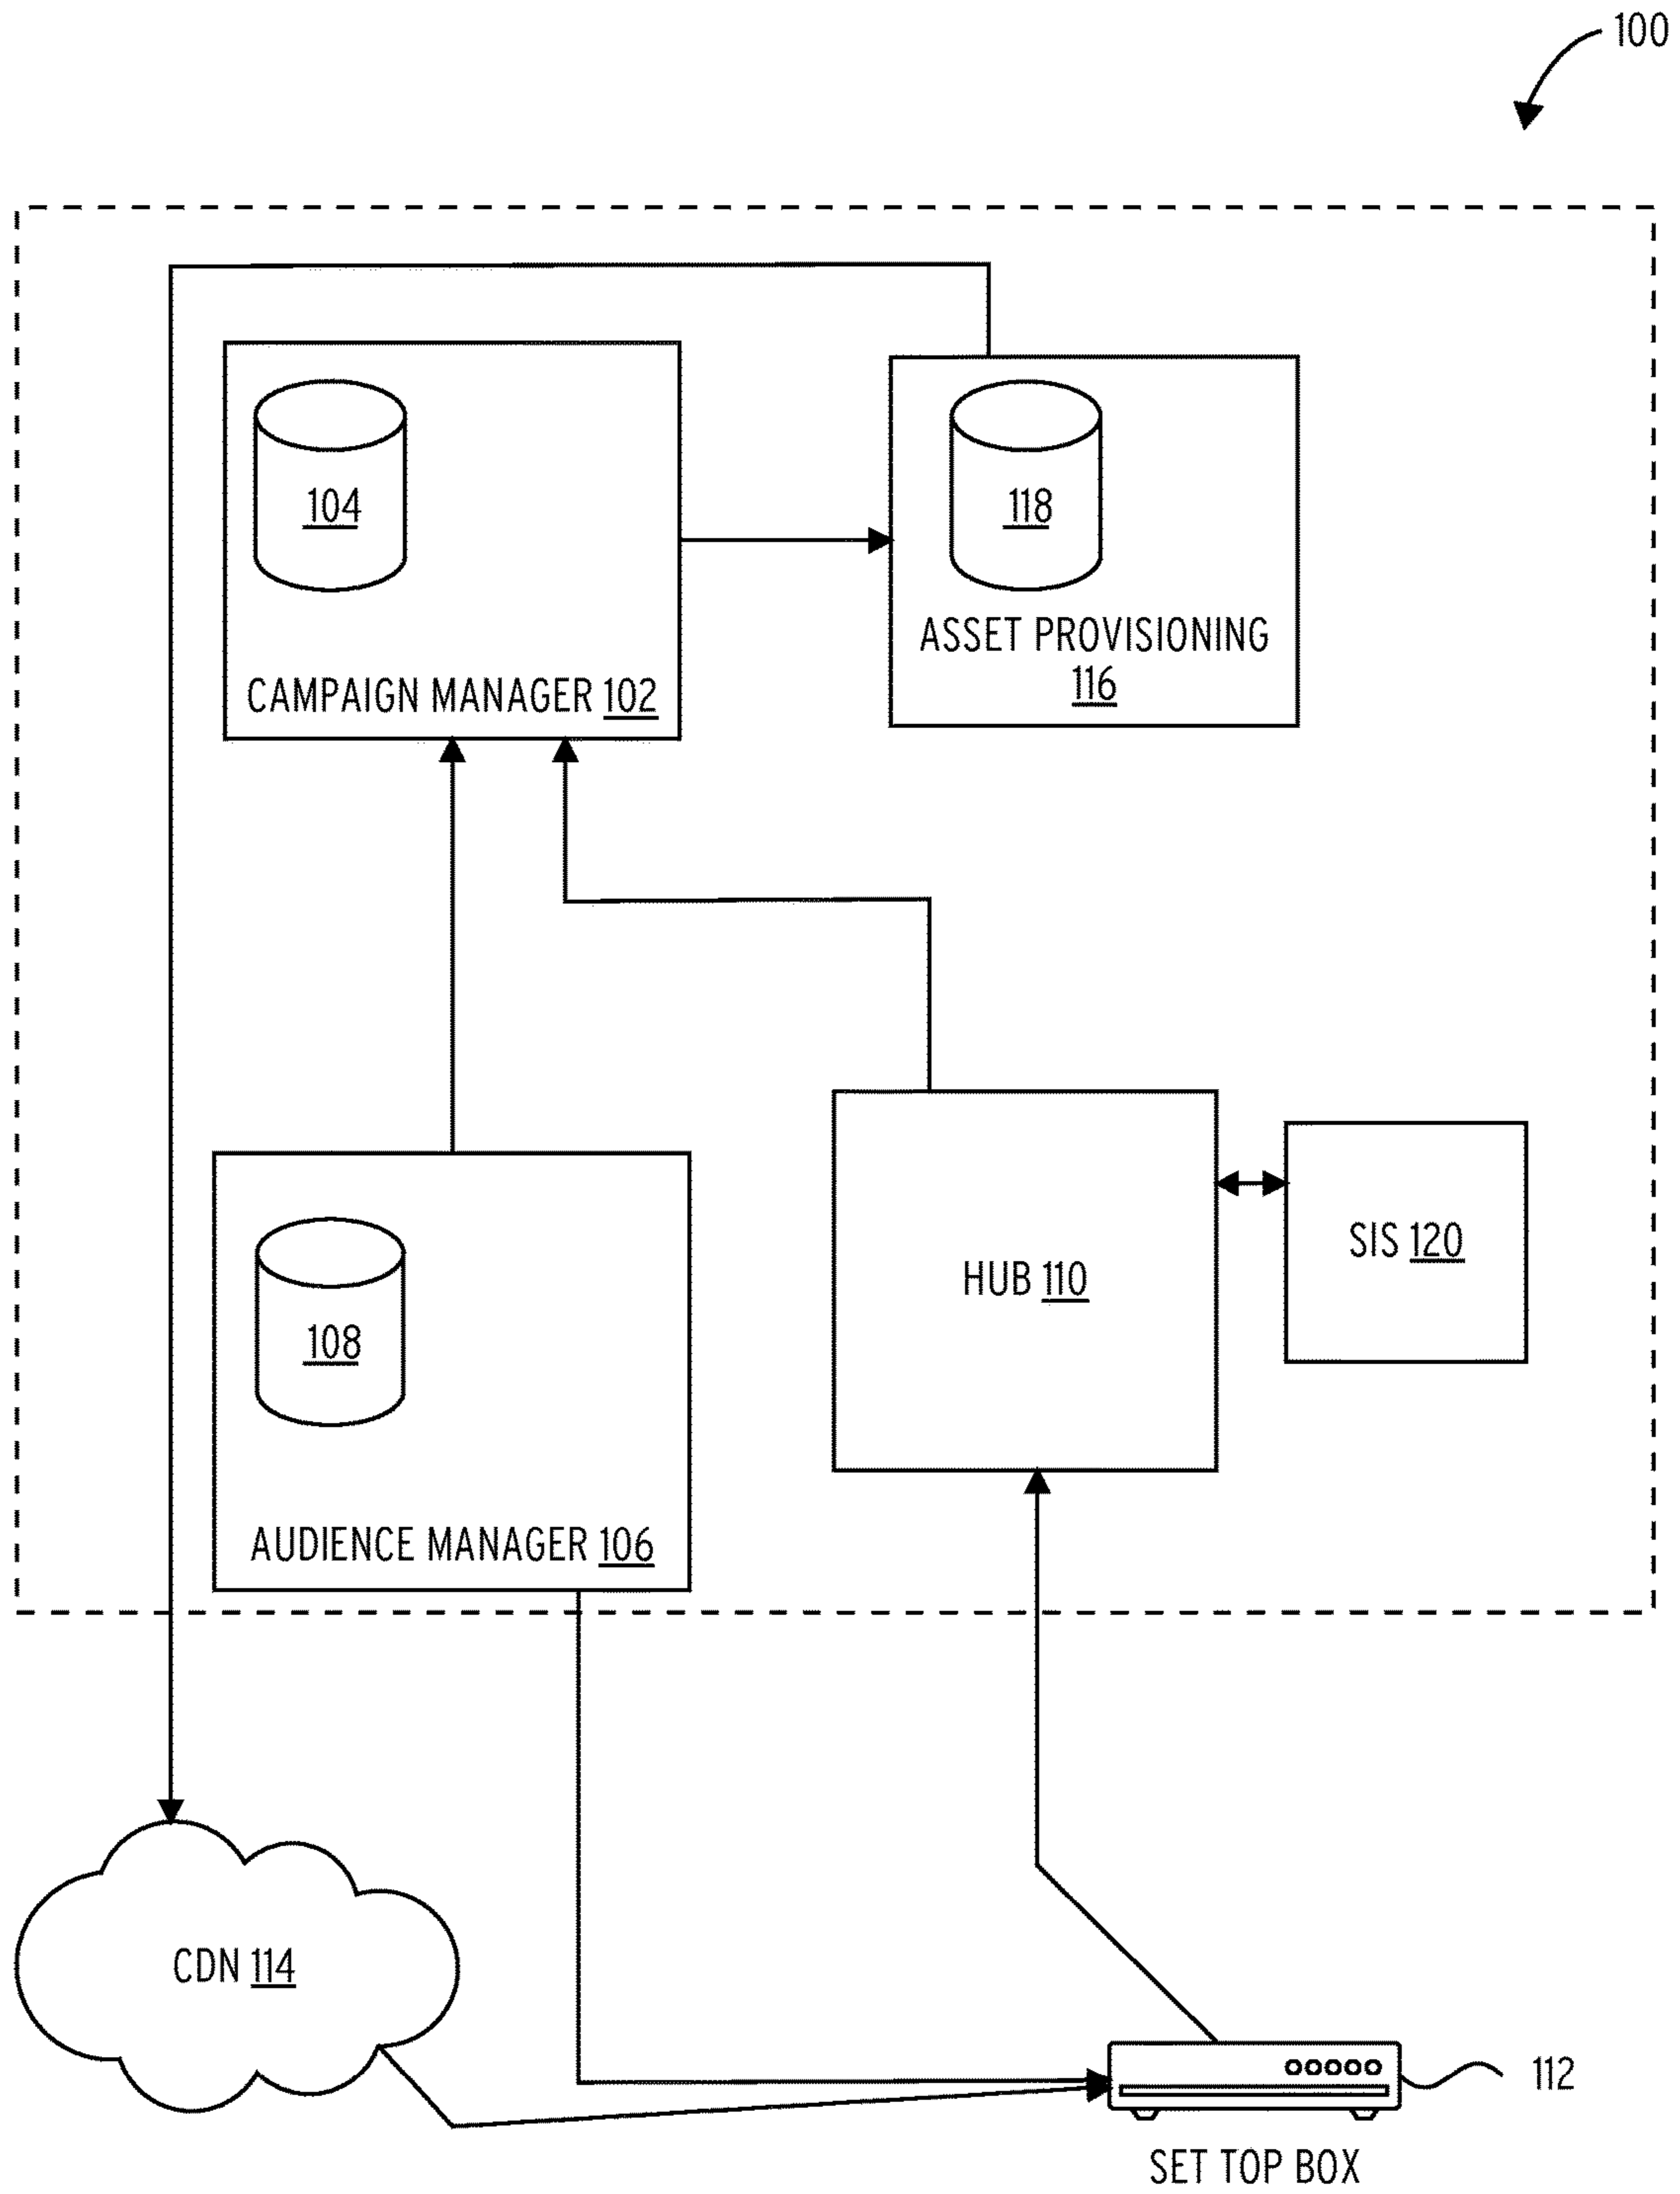 100
104
118
ASSET PROVISIONING
116
CAMPAIGN MANAGER 102
SIS 120
HUB 110
108
AUDIENCE MANAGER 106
CDN 114
112
SET TOP BOX